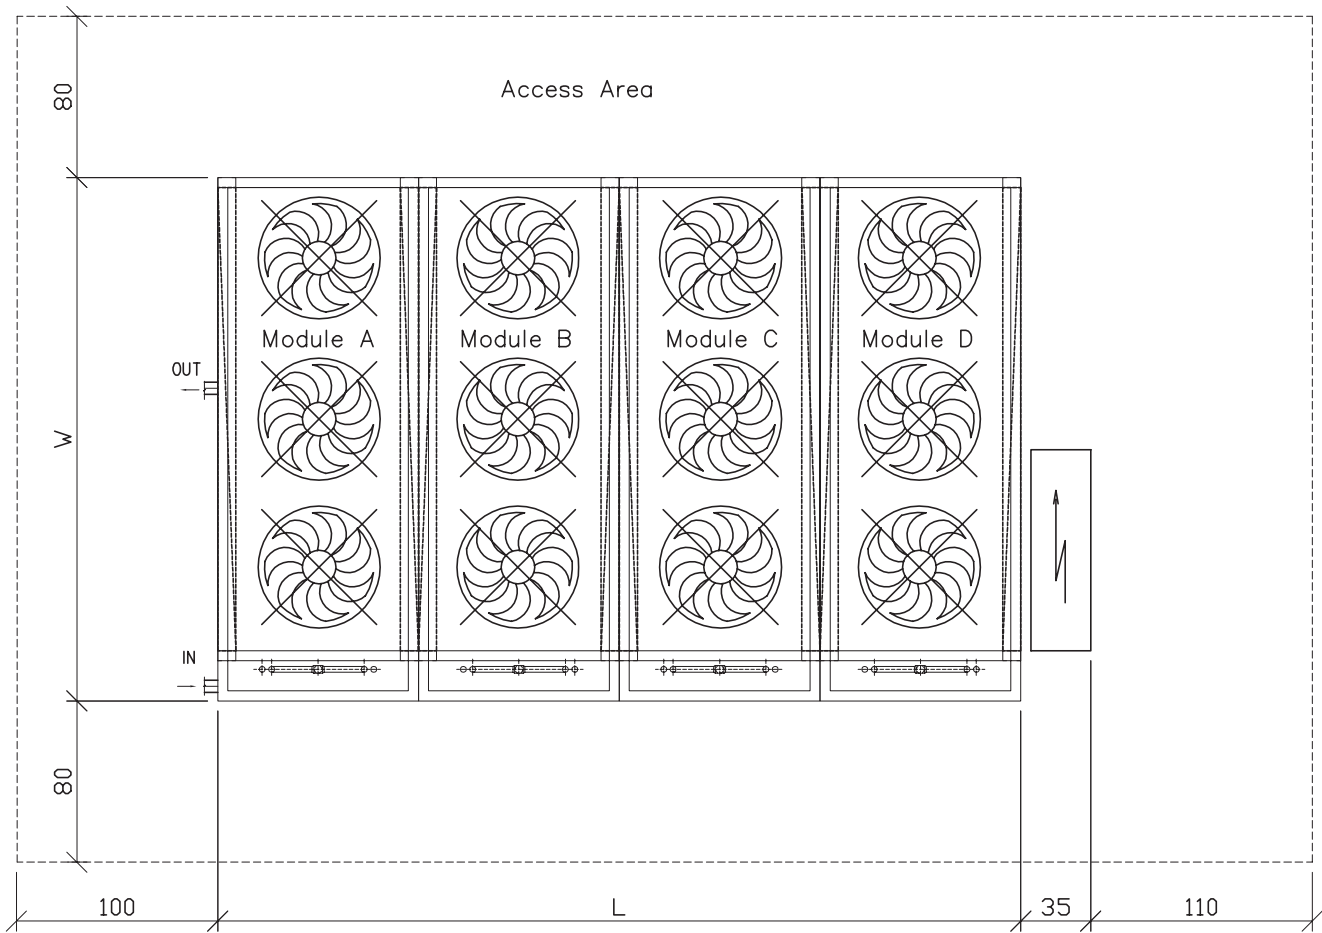 80
Access Area
Module A
Module B
Module C
Module D
OUT
W
IN
80
100
L
35
110